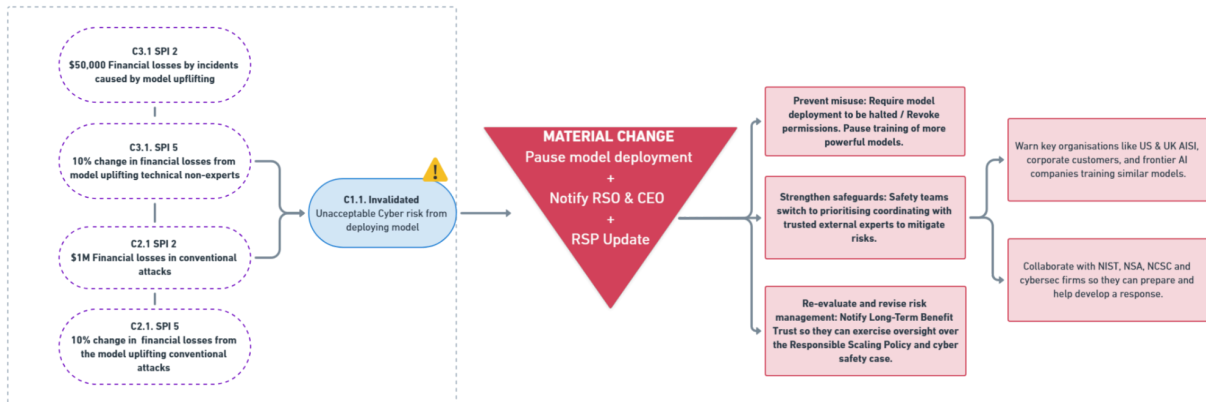 C3.1 SPI 2
$50,000 Financial losses by incidents
caused by model upflifting
C3.1 SPI 5
10% change in financial losses from
model uplifting technical non-experts
C2.1 SPI 2
$1M Financial losses in conventional
attacks
C2.1. SPI 5
10% change in  financial losses from
the model uplifting conventional
attacks
C1.1. Invalidated
Unacceptable Cyber risk from
deploying model
MATERIAL CHANGE
Pause model deployment
+
Notify RSO & CEO
+
RSP Update
Prevent misuse: Require model
deployment to be halted / Revoke
permissions. Pause training of more
powerful models.
Strengthen safeguards: Safety teams
switch to prioritising coordinating with
trusted external experts to mitigate
risks.
Re-evaluate and revise risk
management: Notify Long-Term Benefit
Trust so they can exercise oversight over
the Responsible Scaling Policy and cyber
safety case.
Warn key organisations like US & UK AISI,
corporate customers, and frontier AI
companies training similar models.
Collaborate with NIST, NSA, NCSC and
cybersec firms so they can prepare and
help develop a response.